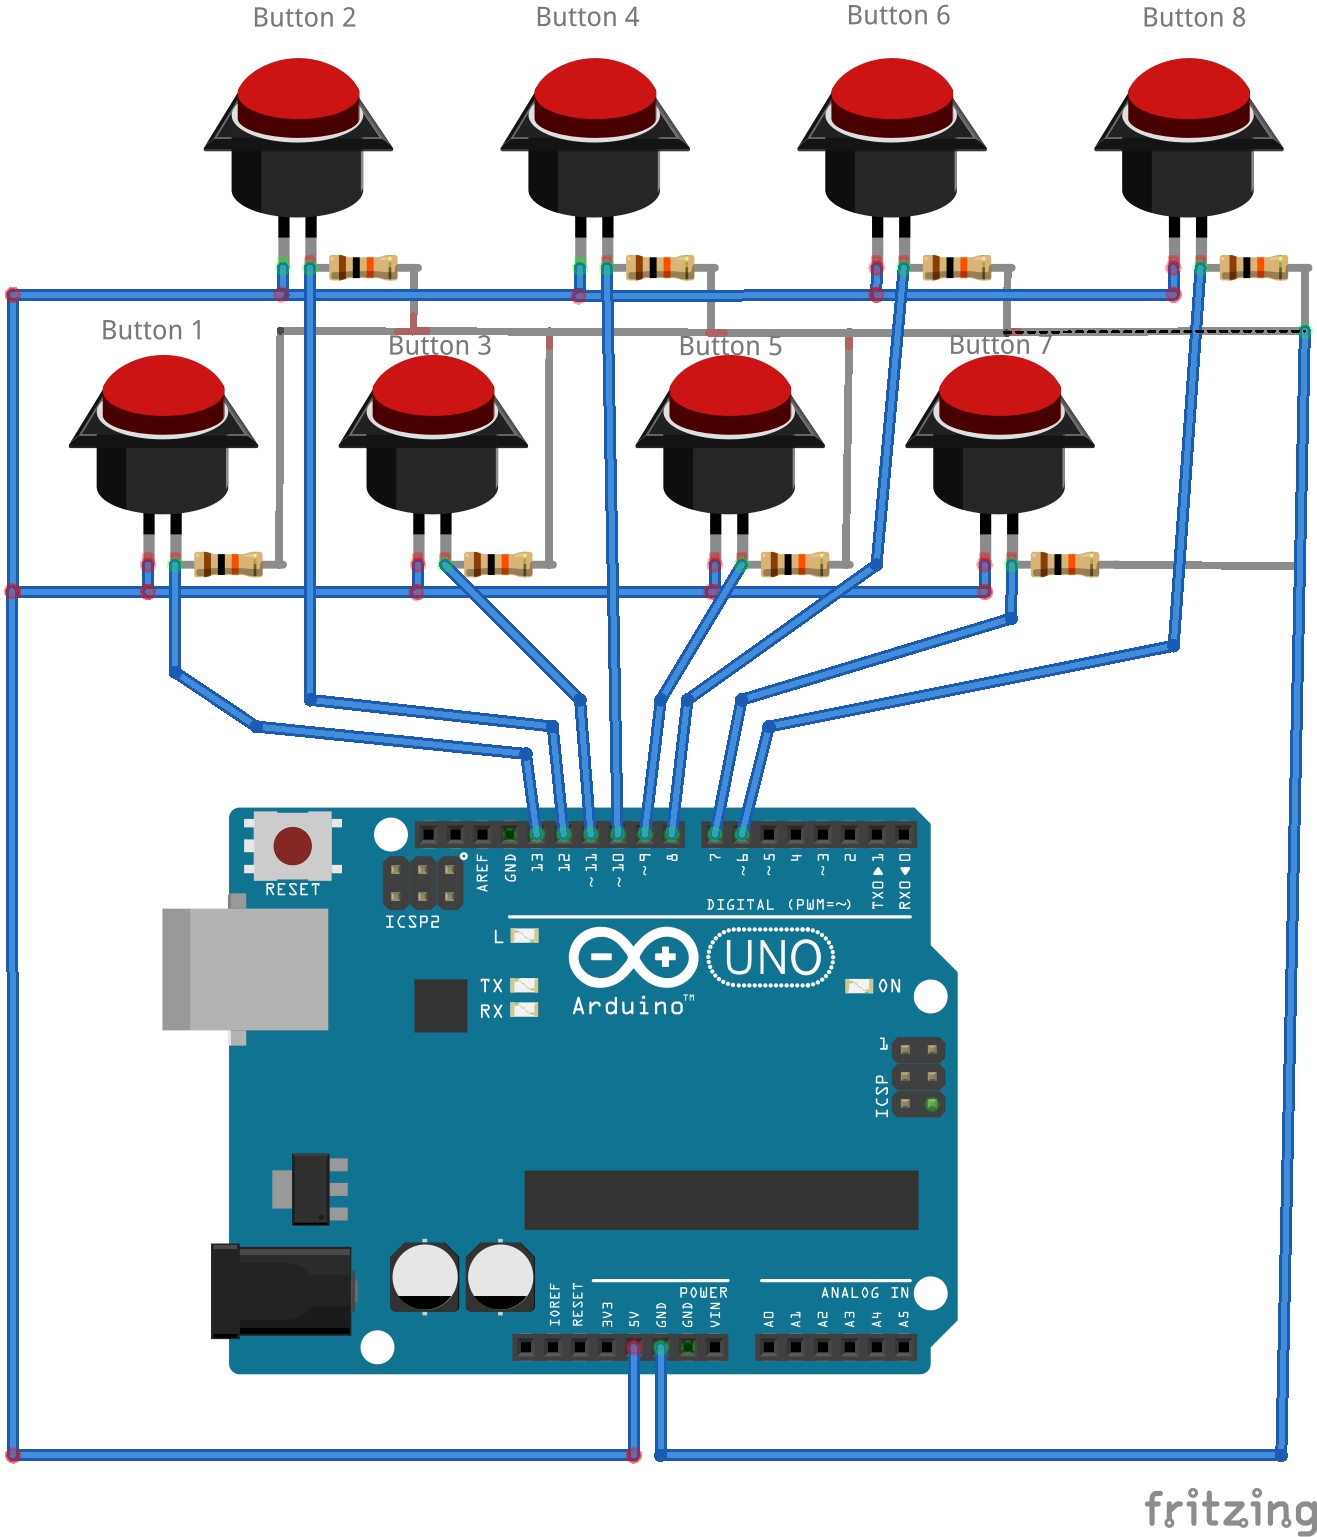 Button 2
Button 4
Button 6
Button 8
Button 1
Button 3
Button 5
Button 7
RESET
ICSP2
AREF
GND
13
12
~11
~10
~9
8
7
~6
~5
4
~3
2
TX0▶1
RX0◀0
DIGITAL (PWM=~)
L
TX
RX
UNO
Arduino™
ON
1
ICSP
POWER
ANALOG IN
IOREF
RESET
3V3
5V
GND
GND
VIN
A0
A1
A2
A3
A4
A5
fritzing